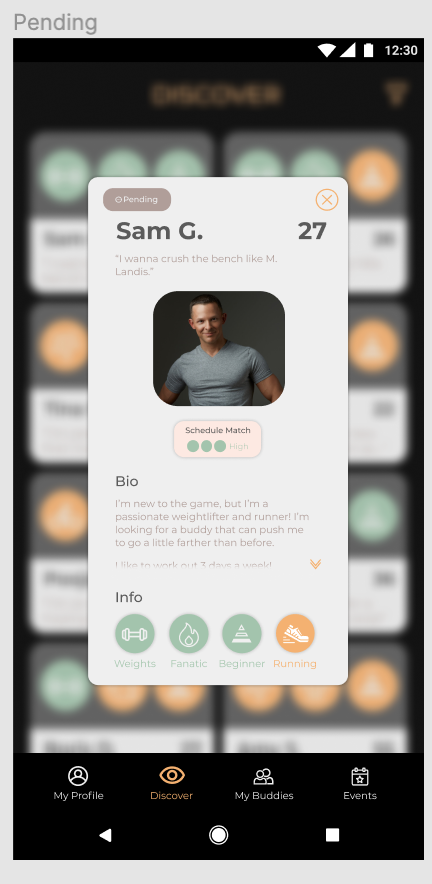 Pending
12:30
DISCOVER
Pending
Sam G. 27
“I wanna crush the bench like M.
Landis.”
Schedule Match
High
Bio
I’m new to the game, but I’m a
passionate weightlifter and runner! I’m
looking for a buddy that can push me
to go a little farther than before.
I like to work out 3 days a week!
Info
Weights Fanatic Beginner Running
My Profile Discover My Buddies Events